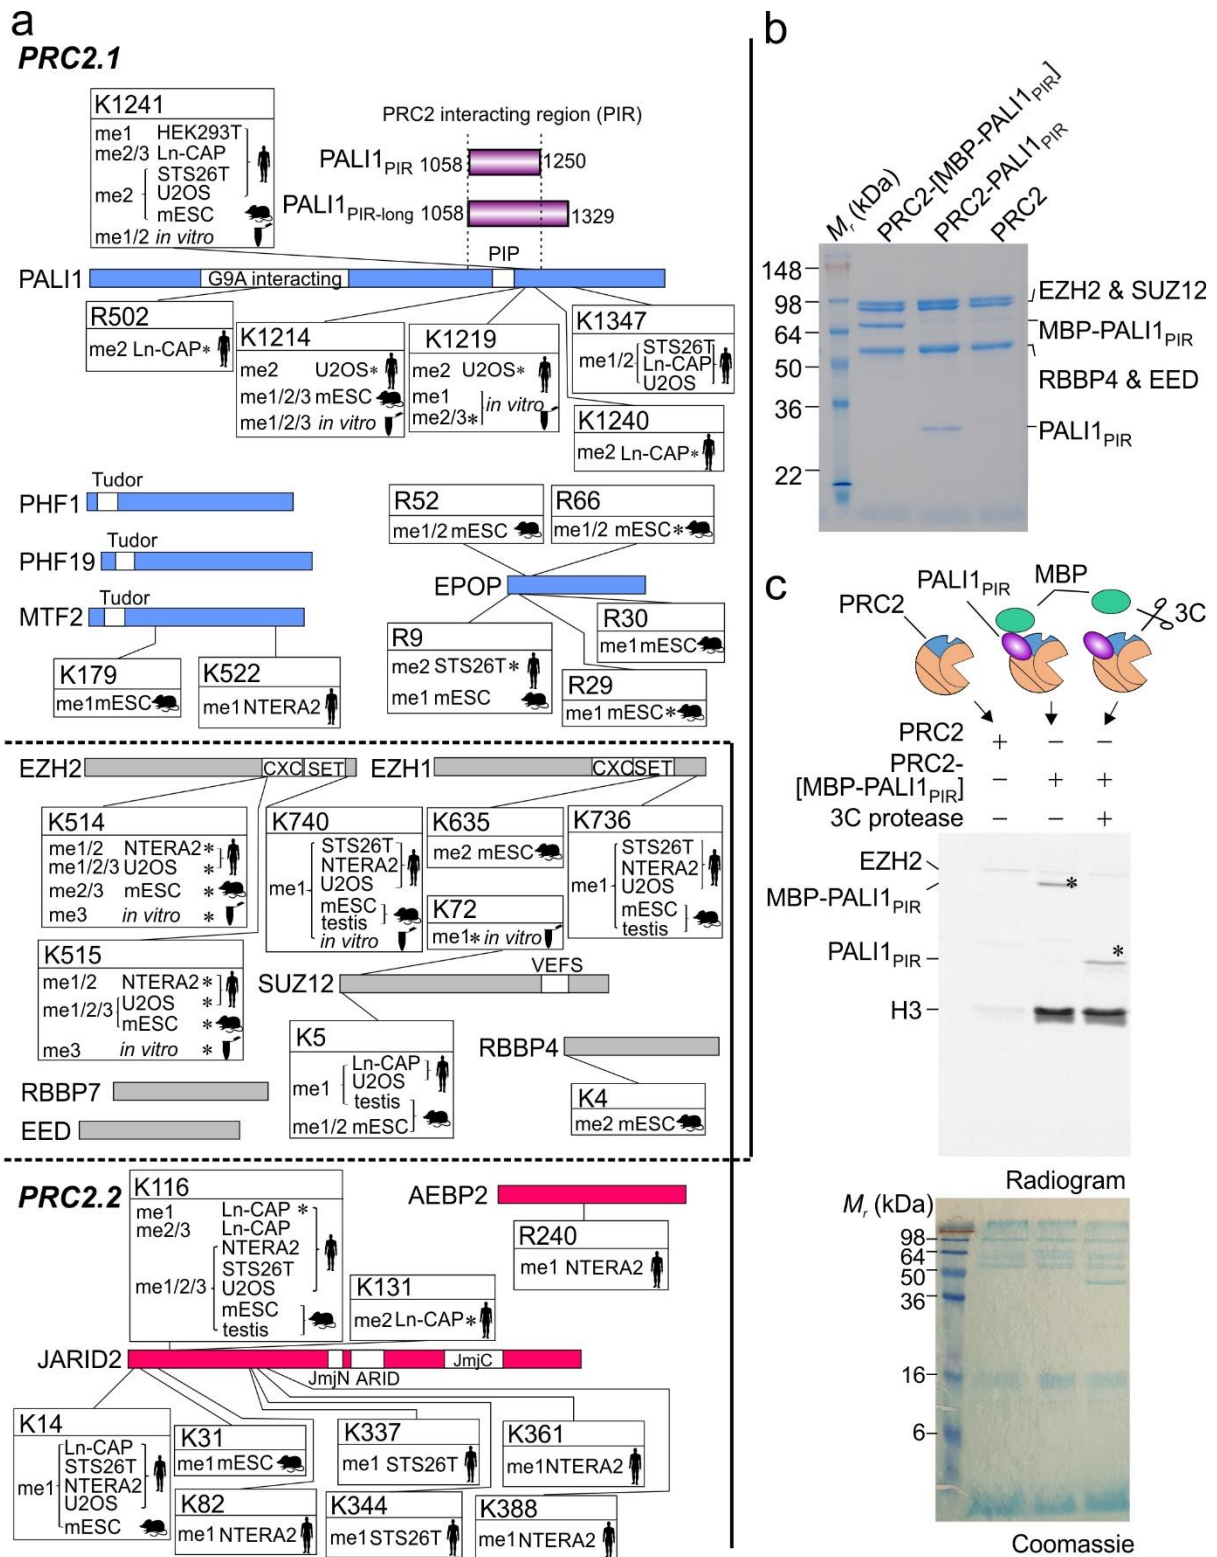 a
PRC2.1
K1241
me1 HEK293T
me2/3 Ln-CAP
STS26T
me2 U2OS
mESC
me1/2 in vitro
PRC2 interacting region (PIR)
PALI1PIR 1058 1250
PALI1PIR-long 1058 1329
PIP
PALI1 G9A interacting
R502
me2 Ln-CAP*
K1214
me2 U2OS*
me1/2/3 mESC
me1/2/3 in vitro
K1219
me2 U2OS*
me1
me2/3* in vitro
K1347
STS26T
me1/2 Ln-CAP
U2OS
K1240
me2 Ln-CAP*
Tudor
PHF1
Tudor
PHF19
Tudor
MTF2
K179
me1 mESC
K522
me1 NTERA2
R52
me1/2 mESC
R66
me1/2 mESC*
EPOP
R9
me2 STS26T*
me1 mESC
R30
me1 mESC
R29
me1 mESC*
EZH2 CXC SET
EZH1 CXC SET
K514
me1/2 NTERA2*
me1/2/3 U2OS *
me2/3 mESC *
me3 in vitro *
K740
STS26T
NTERA2
me1 U2OS
mESC
testis
in vitro
K635
me2 mESC
K736
STS26T
NTERA2
me1 U2OS
mESC
testis
K72
me1* in vitro
K515
me1/2 NTERA2*
me1/2/3 U2OS *
mESC *
me3 in vitro *
VEFS
SUZ12
K5
Ln-CAP
me1 U2OS
testis
me1/2 mESC
RBBP4
K4
me2 mESC
RBBP7
EED
PRC2.2
K116
me1 Ln-CAP *
me2/3 Ln-CAP
NTERA2
STS26T
me1/2/3 U2OS
mESC
testis
AEBP2
R240
me1 NTERA2
K131
me2 Ln-CAP*
JARID2 JmjC
JmjN ARID
K14
Ln-CAP
STS26T
me1 NTERA2
U2OS
mESC
K31
me1 mESC
K82
me1 NTERA2
K337
me1 STS26T
K344
me1 STS26T
K361
me1 NTERA2
K388
me1 NTERA2
b
Mr (kDa)
PRC2-[MBP-PALI1PIR]
PRC2-PALI1PIR
PRC2
148
98
64
50
36
22
EZH2 & SUZ12
MBP-PALI1PIR
RBBP4 & EED
PALI1PIR
c
PALI1PIR MBP
PRC2 3C
PRC2 + – –
PRC2-
[MBP-PALI1PIR] – + +
3C protease – – +
EZH2
MBP-PALI1PIR *
PALI1PIR *
H3
Radiogram
Mr (kDa)
98
64
50
36
16
6
Coomassie